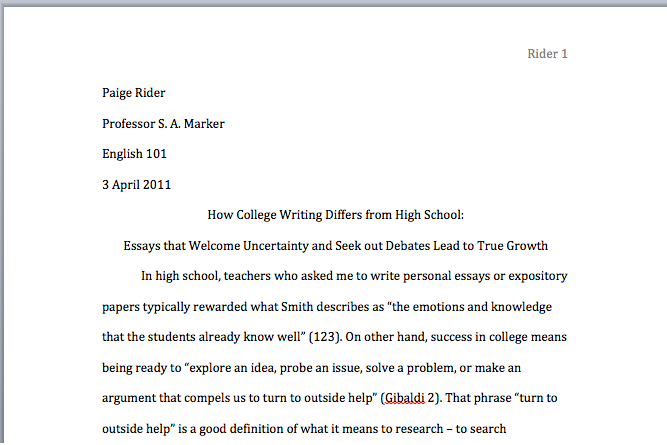 Rider 1
Paige Rider
Professor S. A. Marker
English 101
3 April 2011
How College Writing Differs from High School:
Essays that Welcome Uncertainty and Seek out Debates Lead to True Growth
In high school, teachers who asked me to write personal essays or expository
papers typically rewarded what Smith describes as “the emotions and knowledge
that the students already know well” (123). On other hand, success in college means
being ready to “explore an idea, probe an issue, solve a problem, or make an
argument that compels us to turn to outside help” (Gibaldi 2). That phrase “turn to
outside help” is a good definition of what it means to research – to search